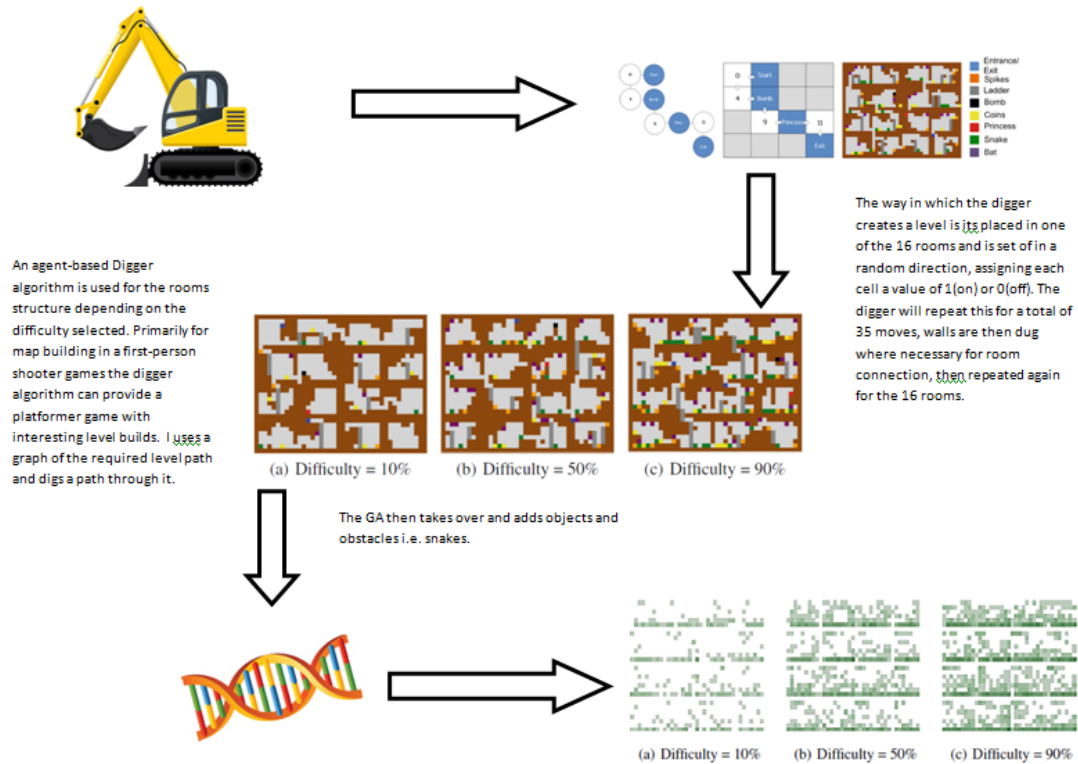 0
Start
4
Bomb
9
Princess
11
Exit
Entrance/
Exit
Spikes
Ladder
Bomb
Coins
Princess
Snake
Bat
The way in which the digger
creates a level is its placed in one
of the 16 rooms and is set of in a
random direction, assigning each
cell a value of 1(on) or 0(off). The
digger will repeat this for a total of
35 moves, walls are then dug
where necessary for room
connection, then repeated again
for the 16 rooms.
An agent-based Digger
algorithm is used for the rooms
structure depending on the
difficulty selected. Primarily for
map building in a first-person
shooter games the digger
algorithm can provide a
platformer game with
interesting level builds. I uses a
graph of the required level path
and digs a path through it.
(a) Difficulty = 10%
(b) Difficulty = 50%
(c) Difficulty = 90%
The GA then takes over and adds objects and
obstacles i.e. snakes.
(a) Difficulty = 10%
(b) Difficulty = 50%
(c) Difficulty = 90%